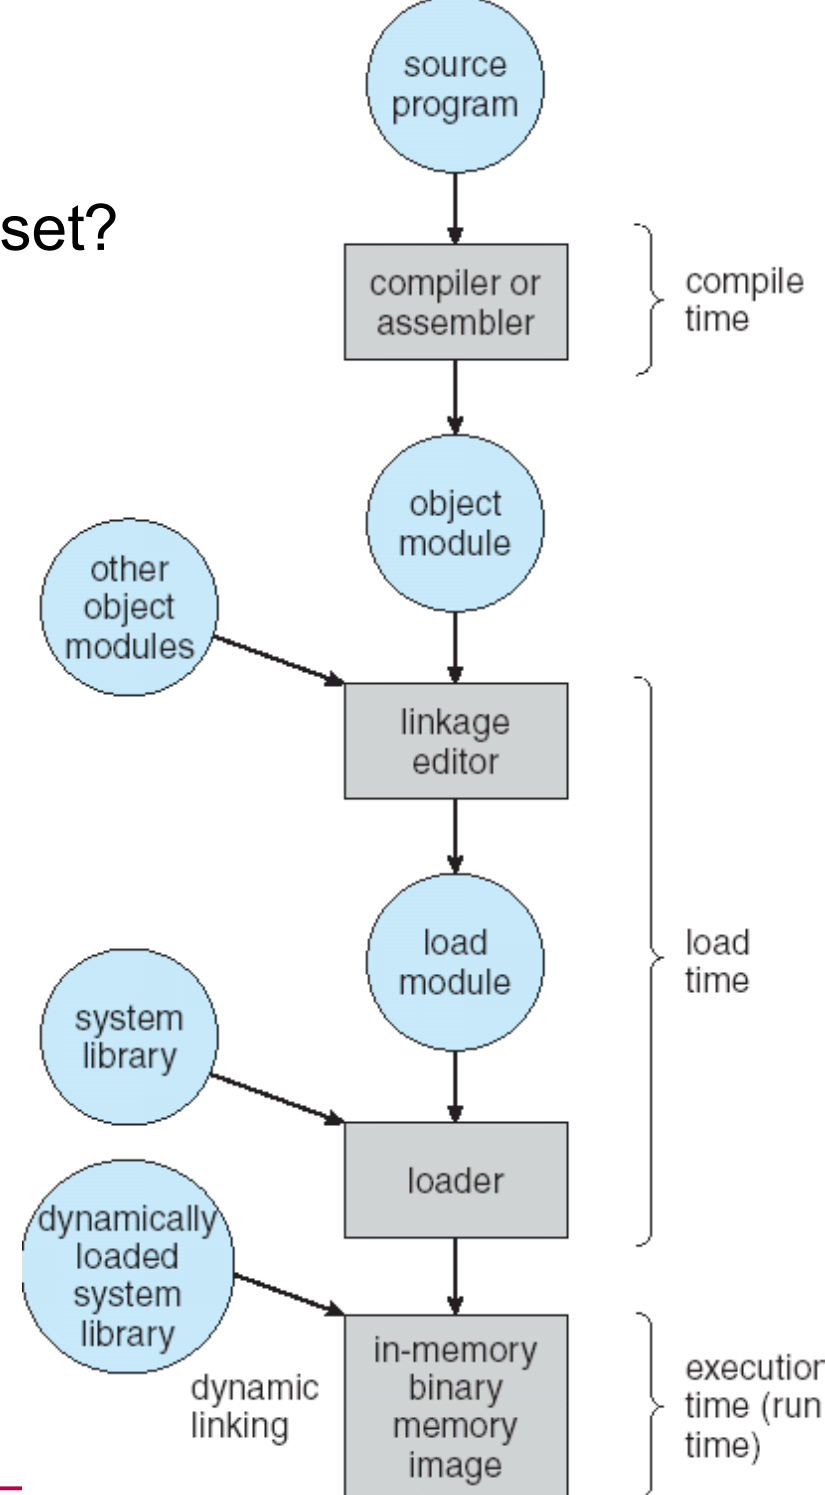 source
program
set?
compiler or
assembler
compile
time
object
module
other
object
modules
linkage
editor
load
module
load
time
system
library
loader
dynamically
loaded
system
library
dynamic
linking
in-memory
binary
memory
image
execution
time (run
time)